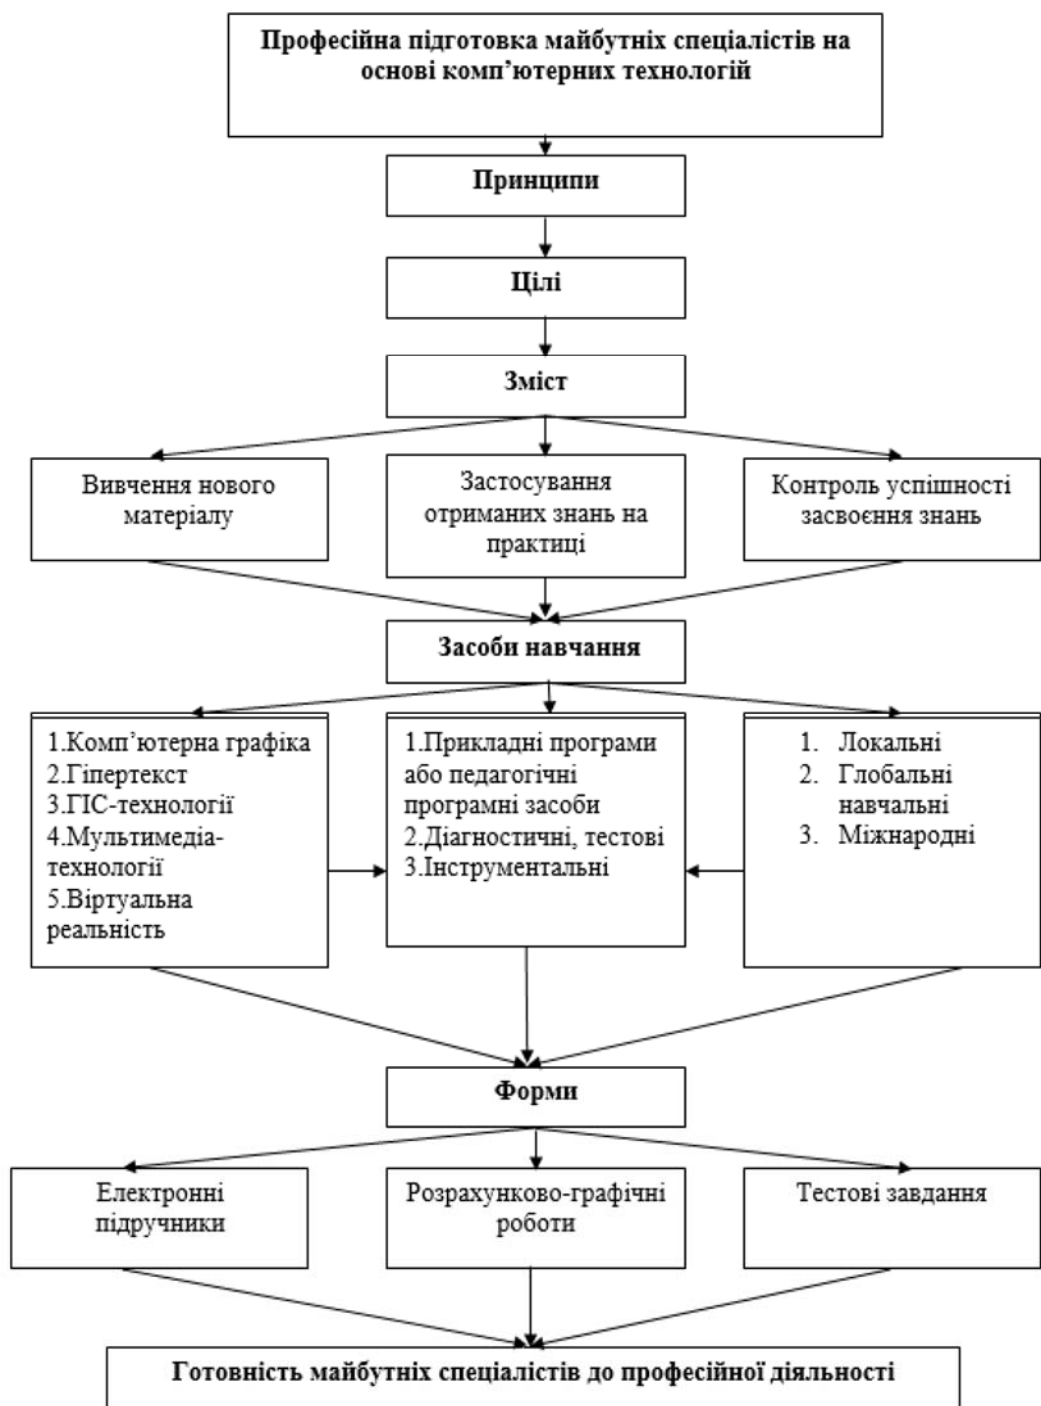 Професійна підготовка майбутніх спеціалістів на
основі комп’ютерних технологій
Принципи
Цілі
Зміст
Вивчення нового
матеріалу
Застосування
отриманих знань на
практиці
Контроль успішності
засвоєння знань
Засоби навчання
1.Комп’ютерна графіка
2.Гіпертекст
3.ГІС-технології
4.Мультимедіа-
технології
5.Віртуальна
реальність
1.Прикладні програми
або педагогічні
програмні засоби
2.Діагностичні, тестові
3.Інструментальні
1. Локальні
2. Глобальні
навчальні
3. Міжнародні
Форми
Електронні
підручники
Розрахунково-графічні
роботи
Тестові завдання
Готовність майбутніх спеціалістів до професійної діяльності